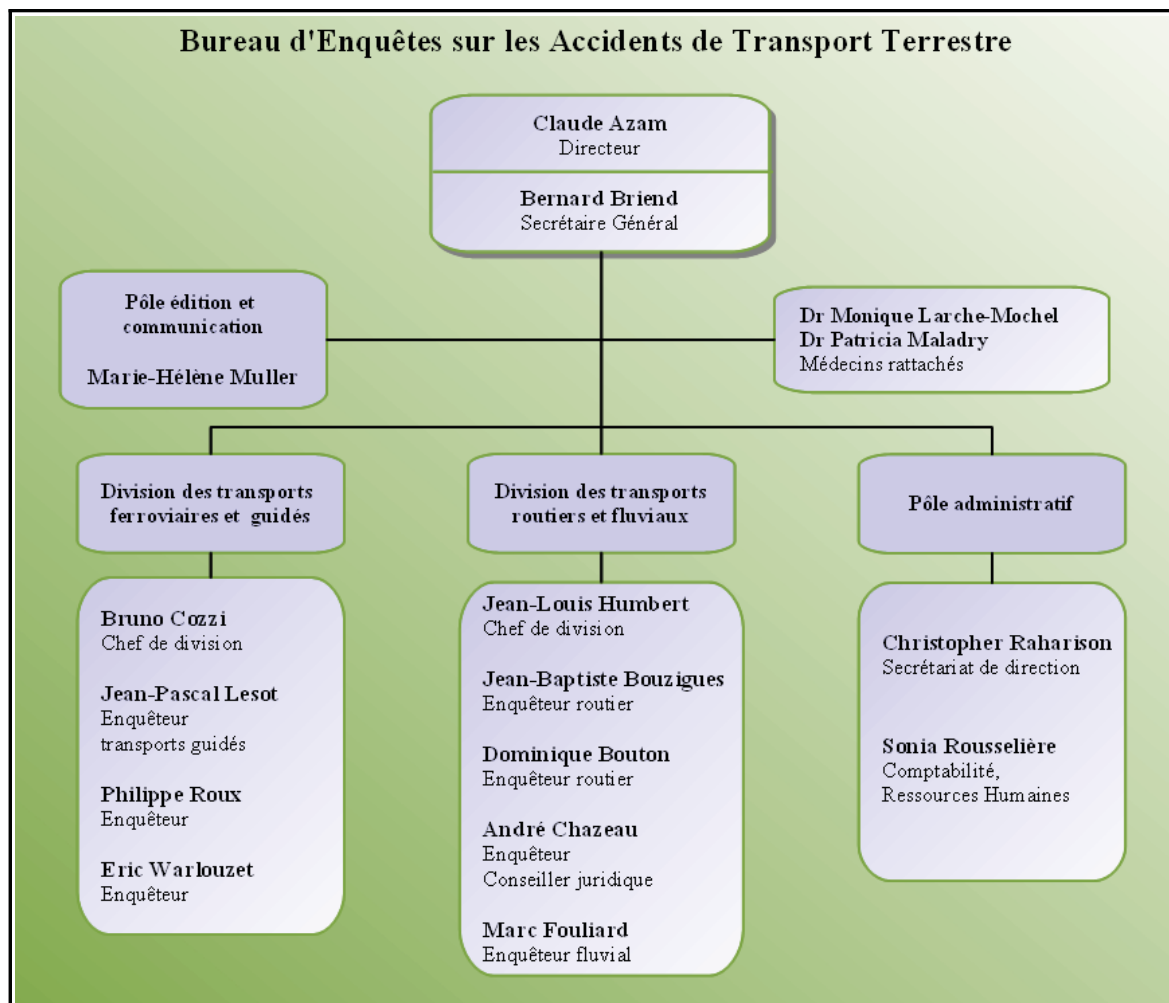 Bureau d'Enquêtes sur les Accidents de Transport Terrestre
Claude Azam
Directeur
Bernard Briend
Secrétaire Général
Pôle édition et
communication
Marie-Hélène Muller
Dr Monique Larche-Mochel
Dr Patricia Maladry
Médecins rattachés
Division des transports
ferroviaires et guidés
Bruno Cozzi
Chef de division
Jean-Pascal Lesot
Enquêteur
transports guidés
Philippe Roux
Enquêteur
Eric Warlouzet
Enquêteur
Division des transports
routiers et fluviaux
Jean-Louis Humbert
Chef de division
Jean-Baptiste Bouzigues
Enquêteur routier
Dominique Bouton
Enquêteur routier
André Chazeau
Enquêteur
Conseiller juridique
Marc Fouliard
Enquêteur fluvial
Pôle administratif
Christopher Raharison
Secrétariat de direction
Sonia Rousselière
Comptabilité,
Ressources Humaines